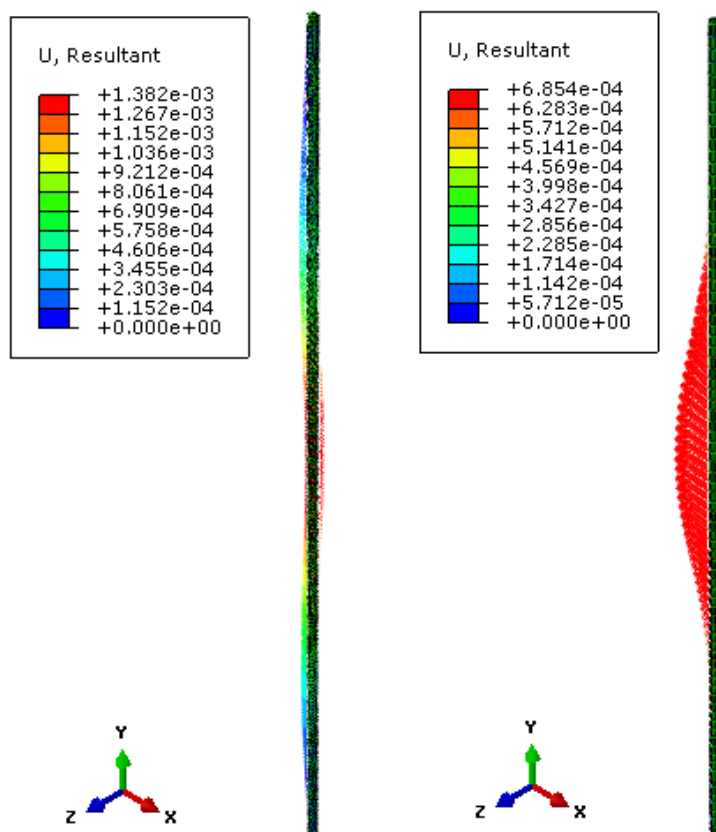 U, Resultant
+1.382e-03
+1.267e-03
+1.152e-03
+1.036e-03
+9.212e-04
+8.061e-04
+6.909e-04
+5.758e-04
+4.606e-04
+3.455e-04
+2.303e-04
+1.152e-04
+0.000e+00
Y
Z
X
U, Resultant
+6.854e-04
+6.283e-04
+5.712e-04
+5.141e-04
+4.569e-04
+3.998e-04
+3.427e-04
+2.856e-04
+2.285e-04
+1.714e-04
+1.142e-04
+5.712e-05
+0.000e+00
Y
Z
X